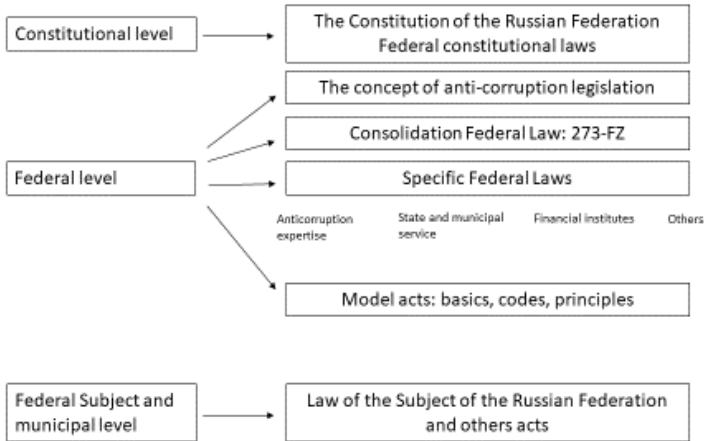 Constitutional level
The Constitution of the Russian Federation
Federal constitutional laws
The concept of anti-corruption legislation
Consolidation Federal Law: 273-FZ
Federal level
Specific Federal Laws
Anticorruption
expertise
State and municipal
service
Financial institutes
Others
Model acts: basics, codes, principles
Federal Subject and
municipal level
Law of the Subject of the Russian Federation
and others acts